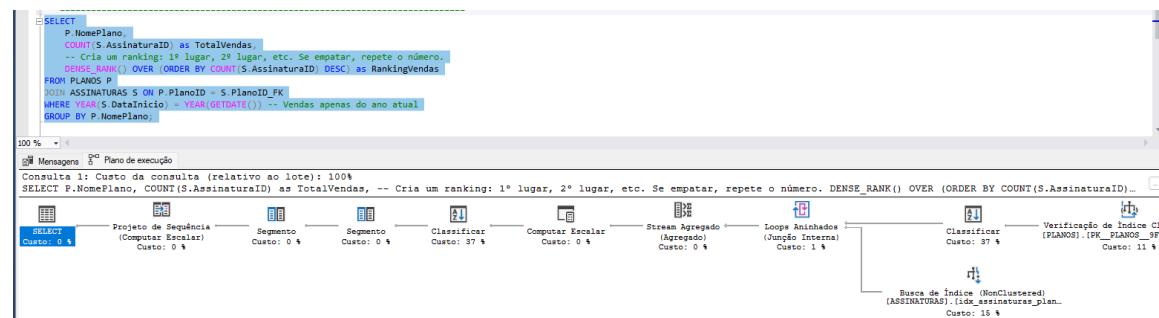 SELECT
P.NomePlano,
COUNT(S.AssinaturaID) as TotalVendas,
-- Cria um ranking: 1º lugar, 2º lugar, etc. Se empatar, repete o número.
DENSE_RANK() OVER (ORDER BY COUNT(S.AssinaturaID) DESC) as RankingVendas
FROM PLANOS P
JOIN ASSINATURAS S ON P.PlanoID = S.PlanoID_FK
WHERE YEAR(S.DataInicio) = YEAR(GETDATE()) -- Vendas apenas do ano atual
GROUP BY P.NomePlano;
100 %
Mensagens Plano de execução
Consulta 1: Custo da consulta (relativo ao lote): 100%
SELECT P.NomePlano, COUNT(S.AssinaturaID) as TotalVendas, -- Cria um ranking: 1º lugar, 2º lugar, etc. Se empatar, repete o número. DENSE_RANK() OVER (ORDER BY COUNT(S.AssinaturaID)…
SELECT
Custo: 0 %
Projeto de Sequência
(Computar Escalar)
Custo: 0 %
Segmento
Custo: 0 %
Segmento
Custo: 0 %
Classificar
Custo: 37 %
Computar Escalar
Custo: 0 %
Stream Agregado
(Agregado)
Custo: 0 %
Loops Aninhados
(Junção Interna)
Custo: 1 %
Classificar
Custo: 37 %
Verificação de Índice Cl
[PLANOS].[PK__PLANOS__9F
Custo: 11 %
Busca de Índice (NonClustered)
[ASSINATURAS].[idx_assinaturas_plan…
Custo: 15 %